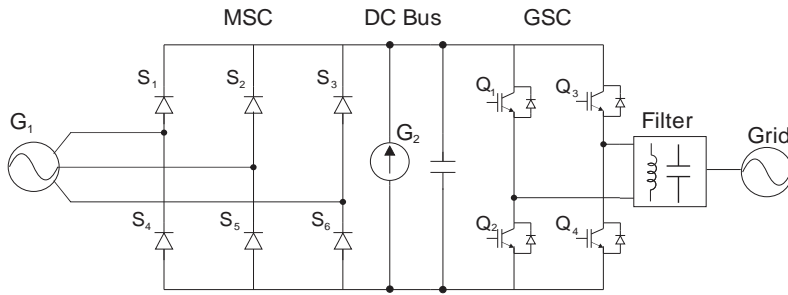 MSC DC Bus GSC
S1 S2 S3 Q1 Q3
G1 G2 Filter Grid
S4 S5 S6 Q2 Q4